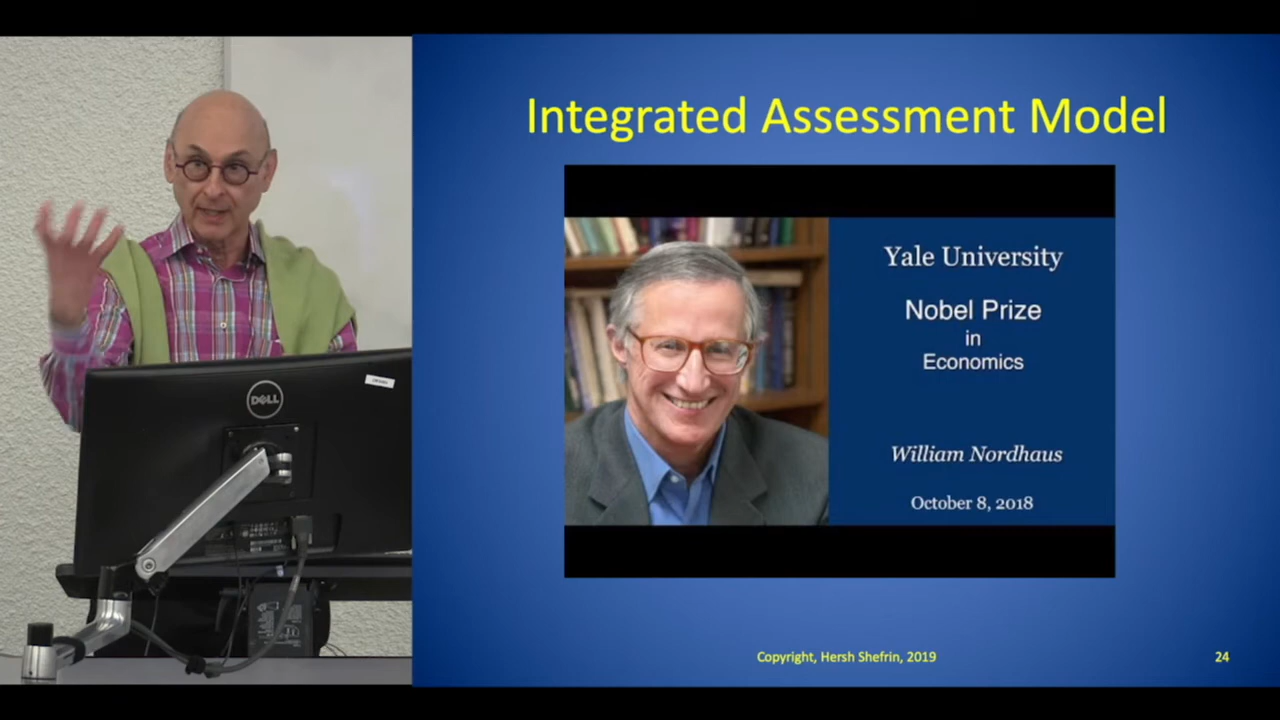 Integrated Assessment Model
Yale University
Nobel Prize
in
Economics
William Nordhaus
October 8, 2018
DELL
Copyright, Hersh Shefrin, 2019
24